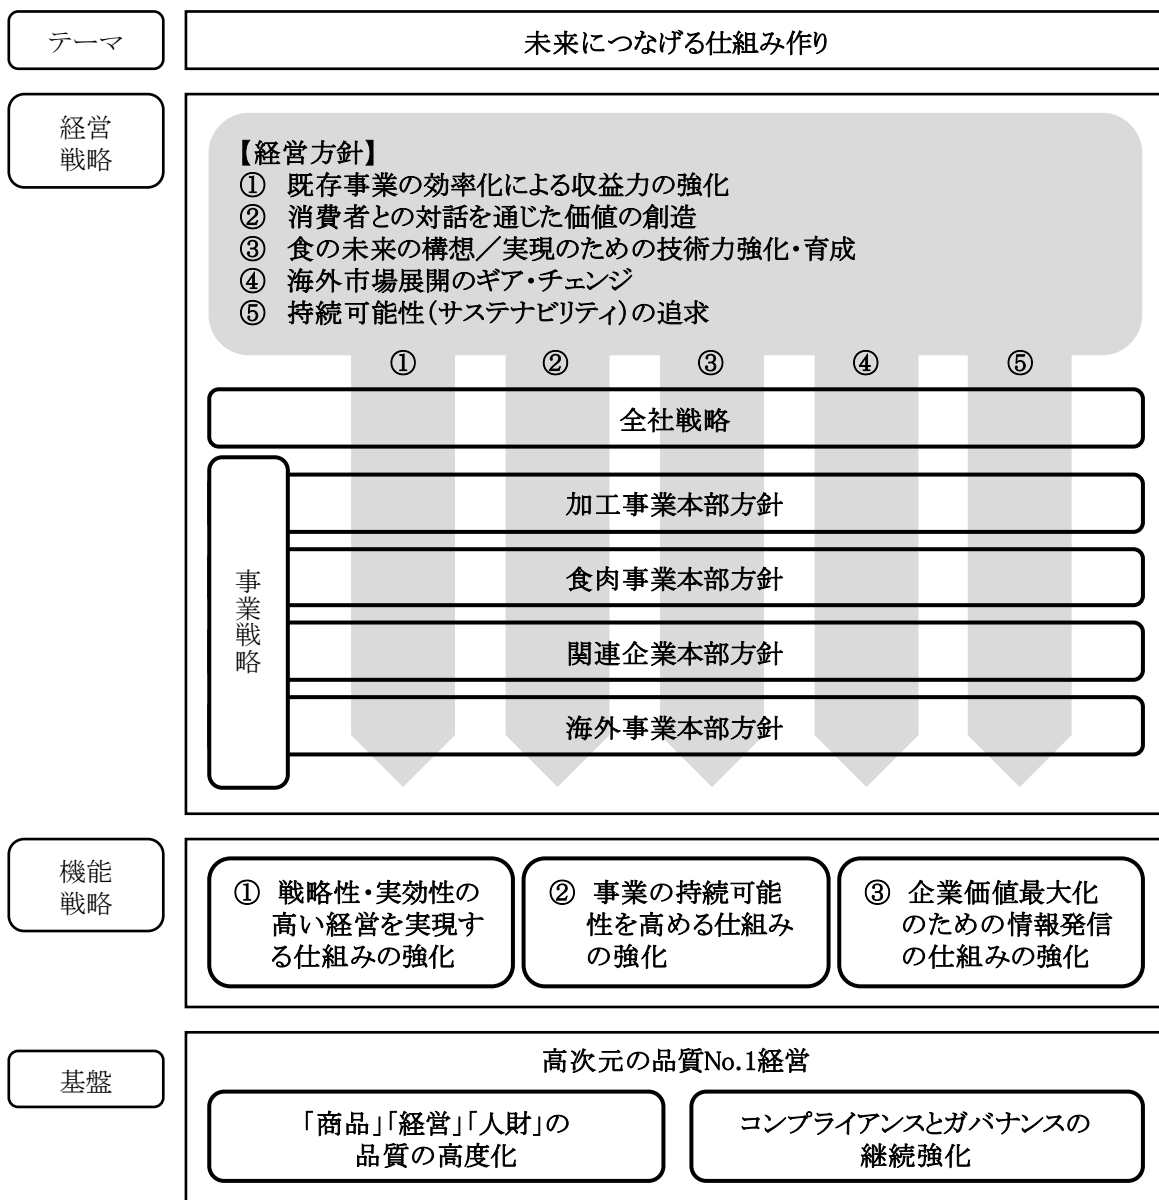 テーマ
未来につなげる仕組み作り
経営
戦略
【経営方針】
① 既存事業の効率化による収益力の強化
② 消費者との対話を通じた価値の創造
③ 食の未来の構想／実現のための技術力強化・育成
④ 海外市場展開のギア・チェンジ
⑤ 持続可能性（サステナビリティ）の追求
① ② ③ ④ ⑤
全社戦略
事業戦略
加工事業本部方針
食肉事業本部方針
関連企業本部方針
海外事業本部方針
機能
戦略
① 戦略性・実効性の
高い経営を実現す
る仕組みの強化
② 事業の持続可能
性を高める仕組み
の強化
③ 企業価値最大化
のための情報発信
の仕組みの強化
基盤
高次元の品質No.1経営
「商品」「経営」「人財」の
品質の高度化
コンプライアンスとガバナンスの
継続強化